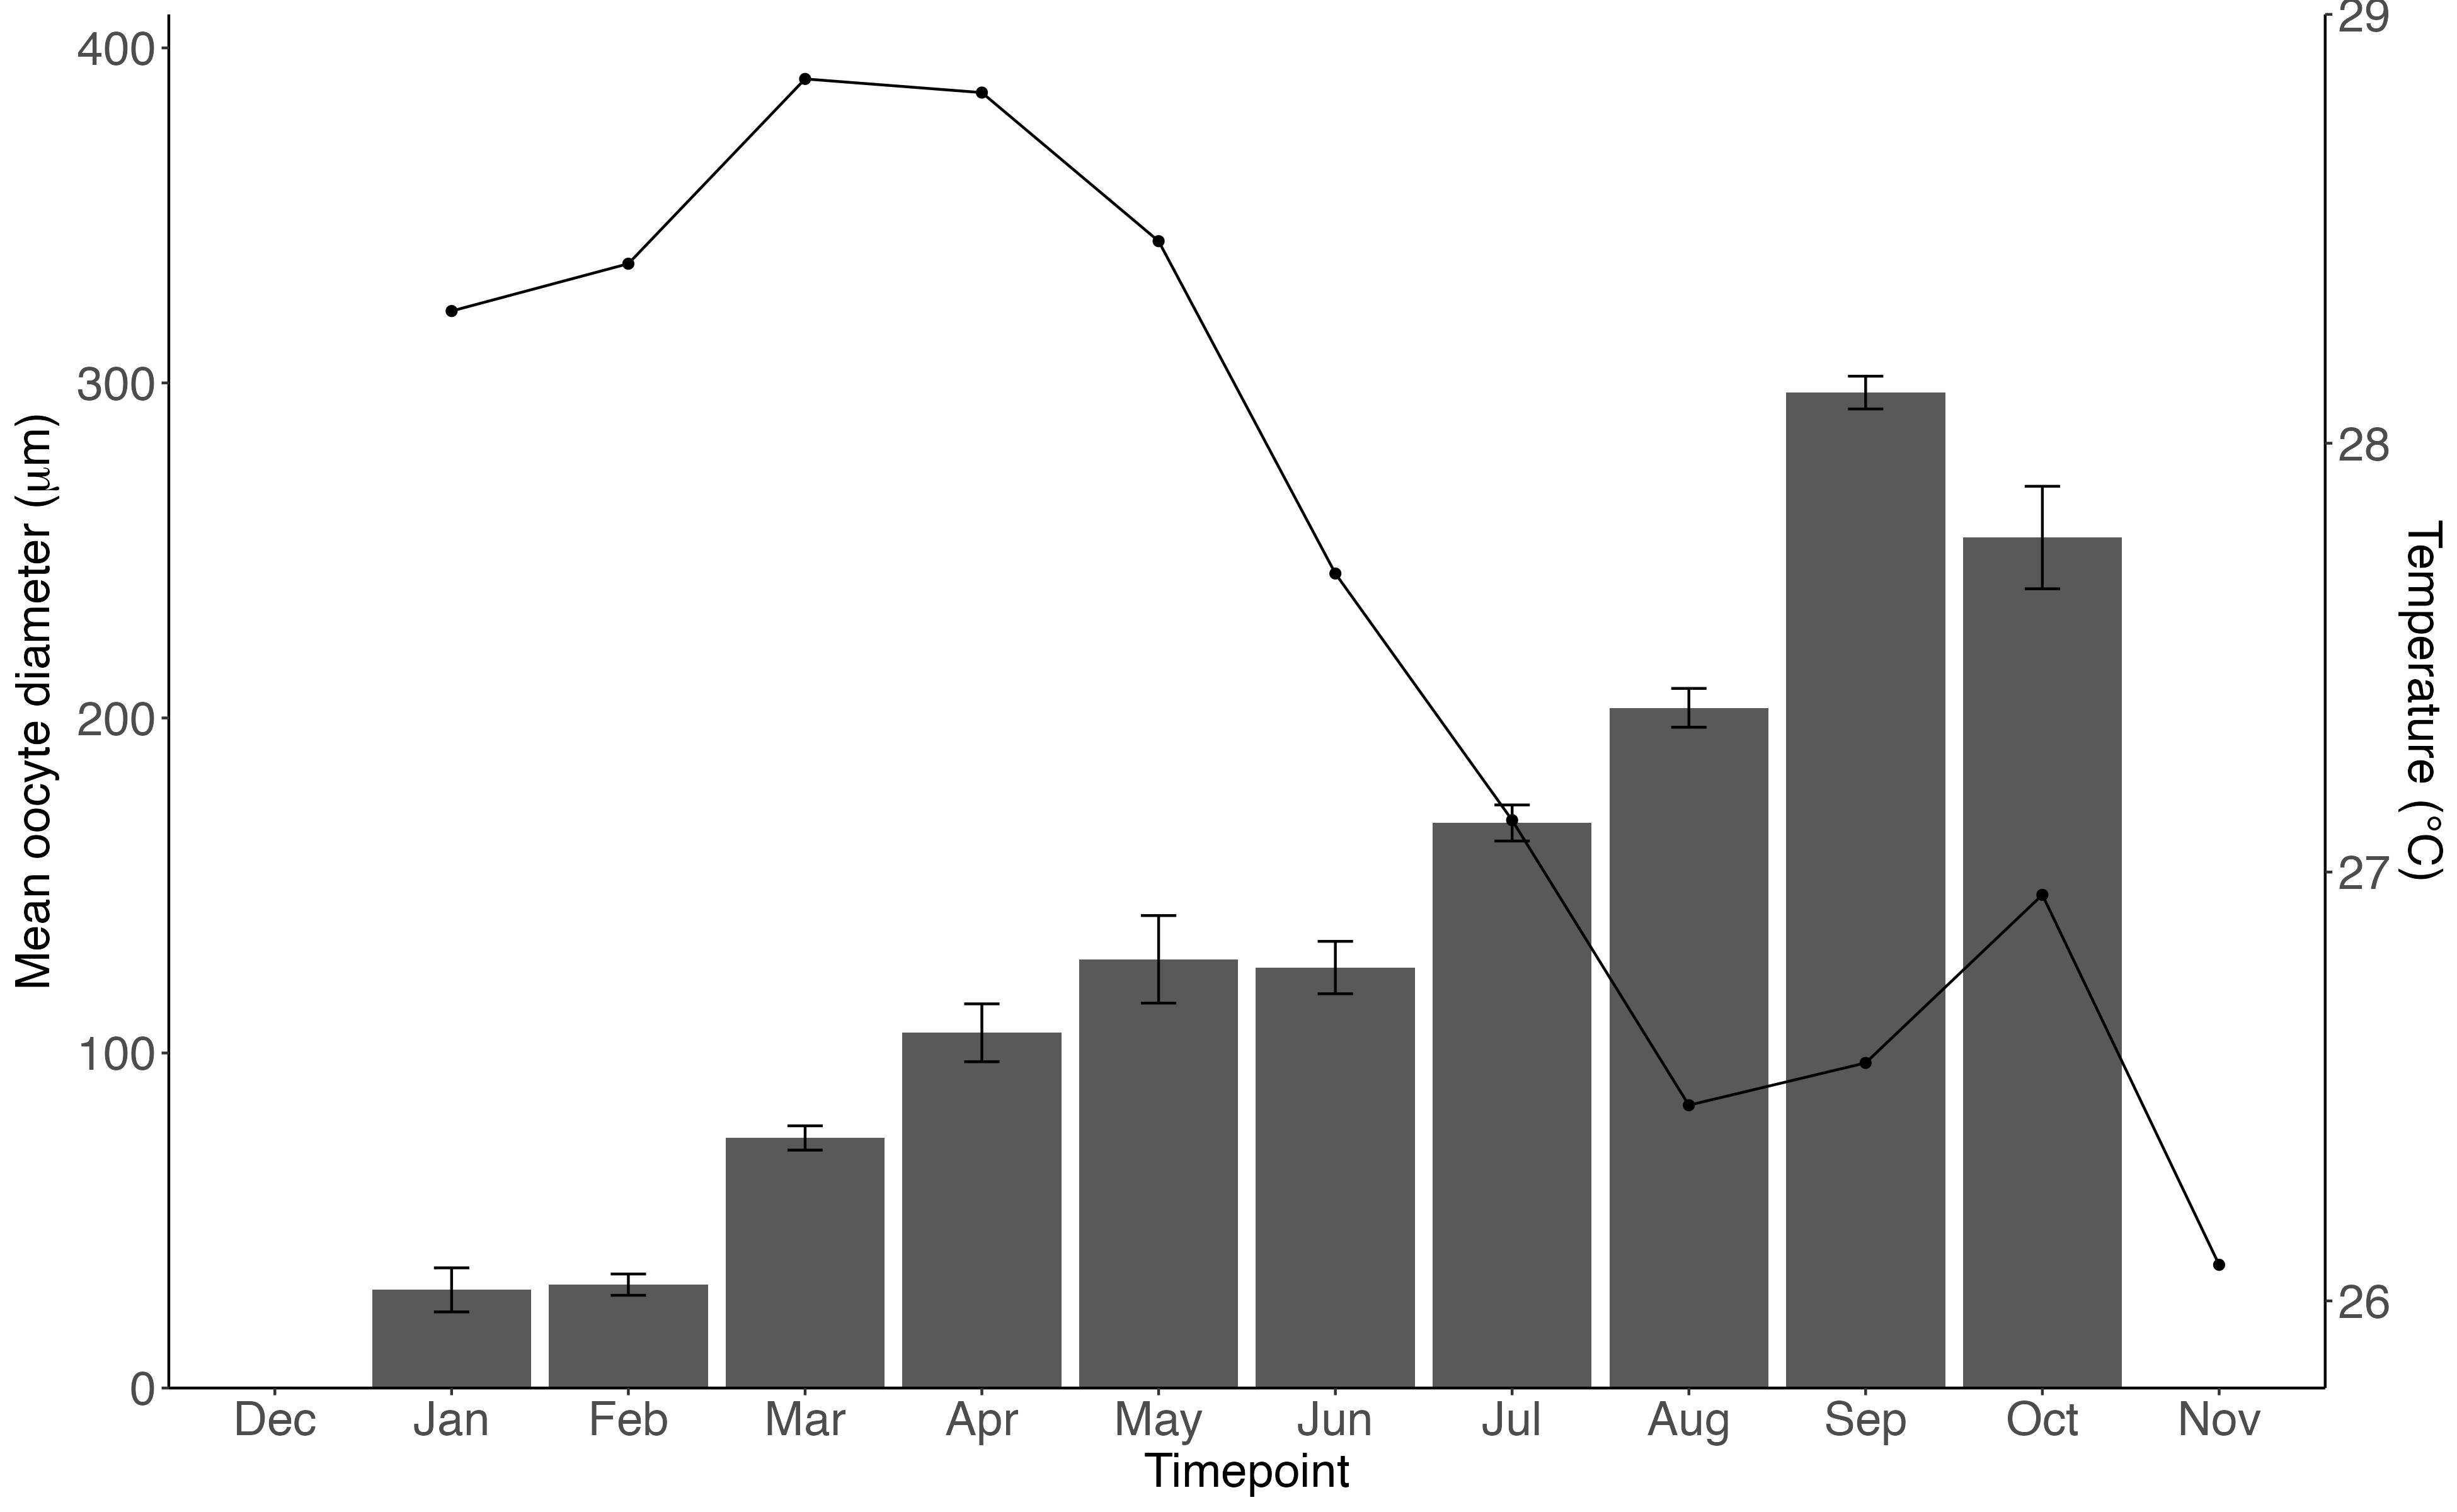 Mean oocyte diameter (μm)
400
300
200
100
0
Dec Jan Feb Mar Apr May Jun Jul Aug Sep Oct Nov
Timepoint
29
28
27
26
Temperature (°C)